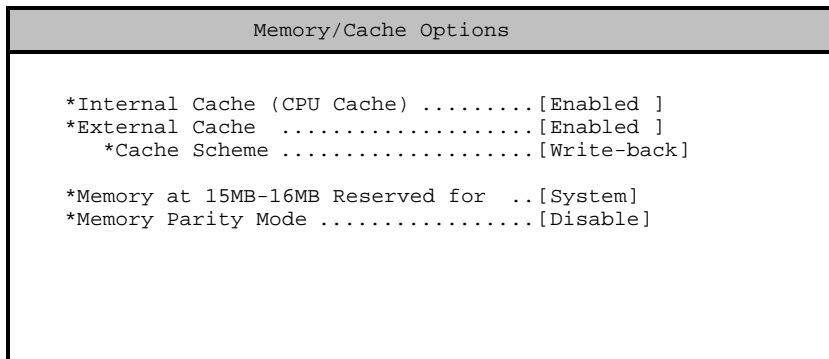 Memory/Cache Options
*Internal Cache (CPU Cache) .........[Enabled ]
*External Cache ....................[Enabled ]
*Cache Scheme ....................[Write-back]
*Memory at 15MB-16MB Reserved for ..[System]
*Memory Parity Mode .................[Disable]